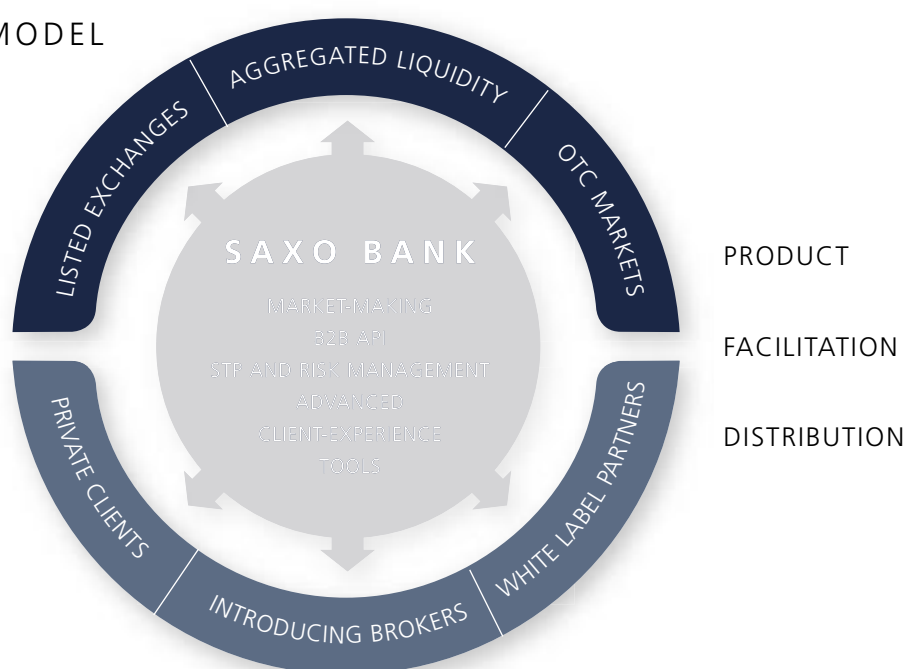 MODEL
LISTED EXCHANGES
AGGREGATED LIQUIDITY
OTC MARKETS
SAXO BANK
MARKET-MAKING
B2B API
STP AND RISK MANAGEMENT
ADVANCED
CLIENT-EXPERIENCE
TOOLS
PRODUCT
FACILITATION
DISTRIBUTION
PRIVATE CLIENTS
INTRODUCING BROKERS
WHITE LABEL PARTNERS